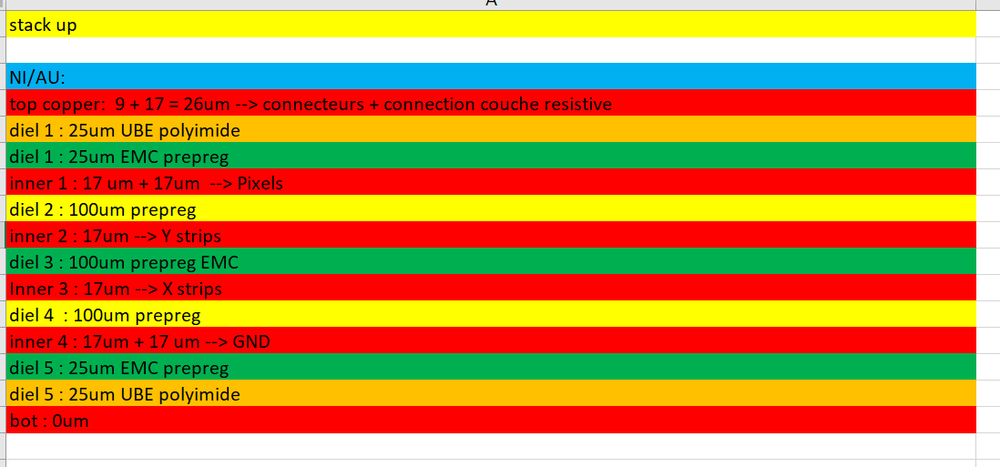 A
stack up
NI/AU:
top copper:  9 + 17 = 26um --> connecteurs + connection couche resistive
diel 1 : 25um UBE polyimide
diel 1 : 25um EMC prepreg
inner 1 : 17 um + 17um  --> Pixels
diel 2 : 100um prepreg
inner 2 : 17um --> Y strips
diel 3 : 100um prepreg EMC
Inner 3 : 17um --> X strips
diel 4  : 100um prepreg
inner 4 : 17um + 17 um --> GND
diel 5 : 25um EMC prepreg
diel 5 : 25um UBE polyimide
bot : 0um